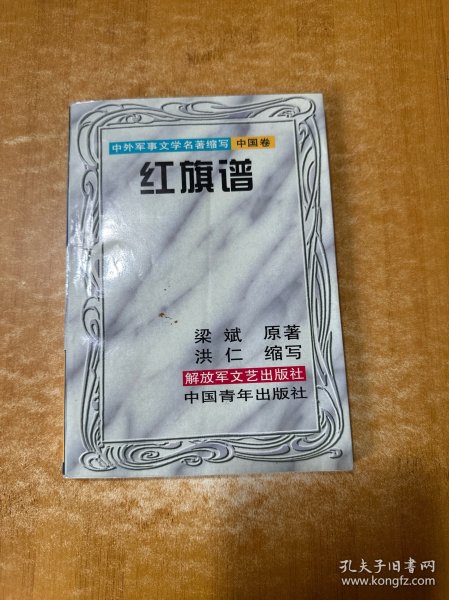 中外军事文学名著缩写 中国卷
红旗谱
梁斌 原著
洪仁 缩写
解放军文艺出版社
中国青年出版社
孔夫子旧书网
www.kongfz.com